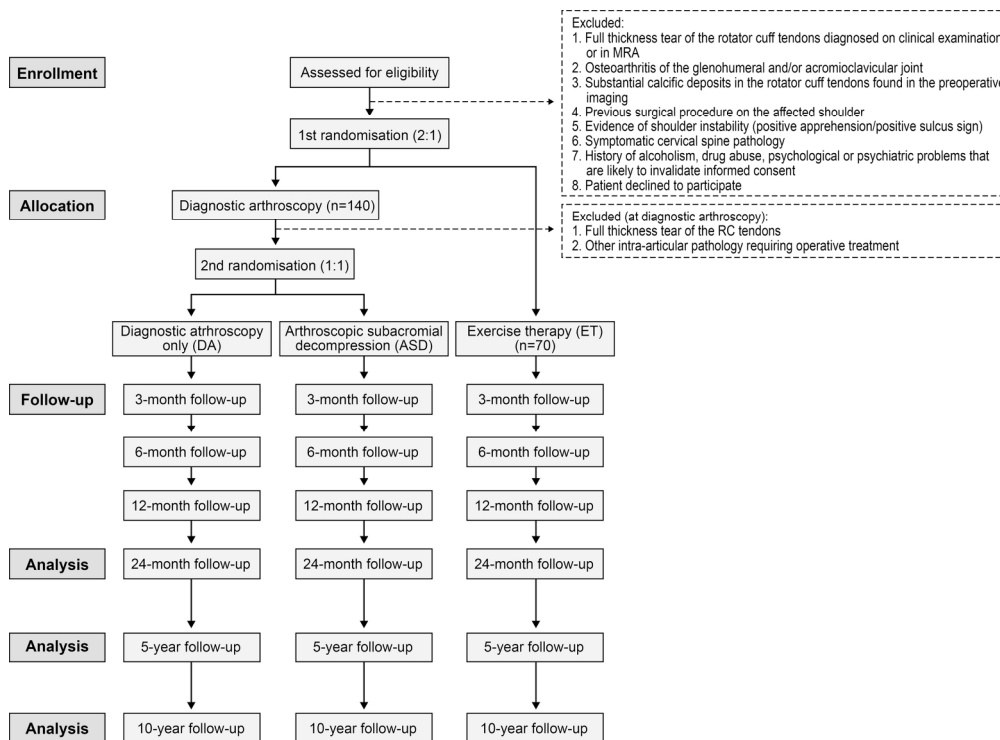 Enrollment
Assessed for eligibility
Excluded:
1. Full thickness tear of the rotator cuff tendons diagnosed on clinical examination
or in MRA
2. Osteoarthritis of the glenohumeral and/or acromioclavicular joint
3. Substantial calcific deposits in the rotator cuff tendons found in the preoperative
imaging
4. Previous surgical procedure on the affected shoulder
5. Evidence of shoulder instability (positive apprehension/positive sulcus sign)
6. Symptomatic cervical spine pathology
7. History of alcoholism, drug abuse, psychological or psychiatric problems that
are likely to invalidate informed consent
8. Patient declined to participate
1st randomisation (2:1)
Allocation
Diagnostic arthroscopy (n=140)
Excluded (at diagnostic arthroscopy):
1. Full thickness tear of the RC tendons
2. Other intra-articular pathology requiring operative treatment
2nd randomisation (1:1)
Diagnostic atrhroscopy
only (DA)
Arthroscopic subacromial
decompression (ASD)
Exercise therapy (ET)
(n=70)
Follow-up
3-month follow-up
3-month follow-up
3-month follow-up
6-month follow-up
6-month follow-up
6-month follow-up
12-month follow-up
12-month follow-up
12-month follow-up
Analysis
24-month follow-up
24-month follow-up
24-month follow-up
Analysis
5-year follow-up
5-year follow-up
5-year follow-up
Analysis
10-year follow-up
10-year follow-up
10-year follow-up